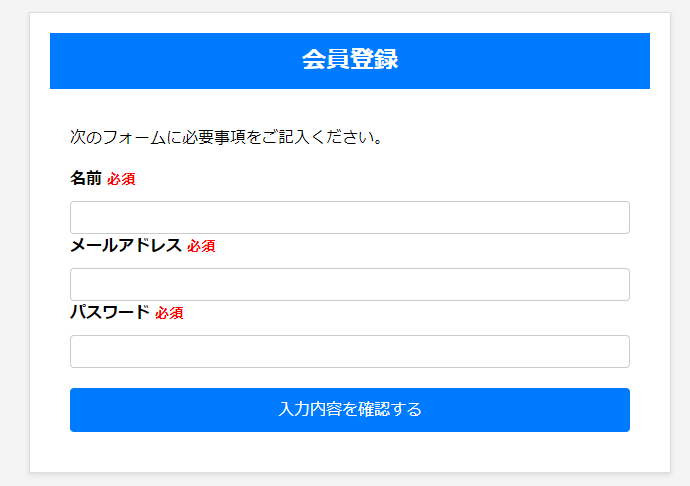 会員登録
次のフォームに必要事項をご記入ください。
名前 必須
メールアドレス 必須
パスワード 必須
入力内容を確認する